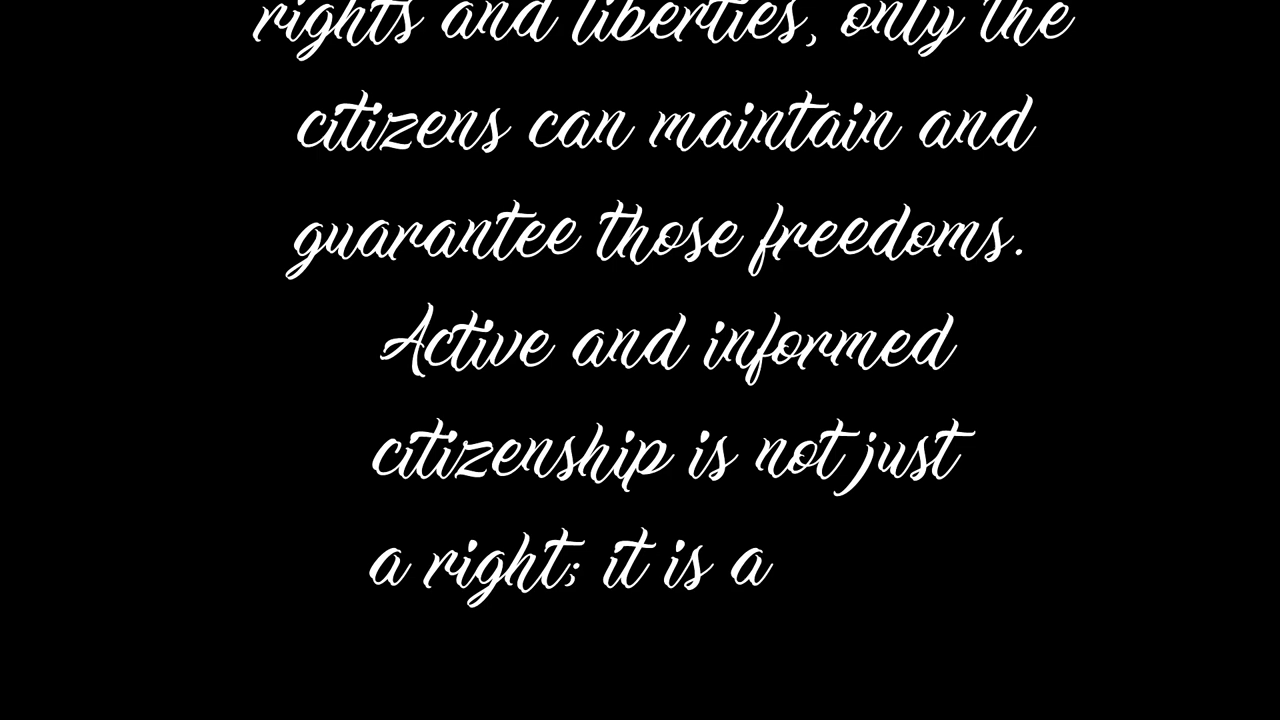 rights and liberties, only the
citizens can maintain and
guarantee those freedoms.
Active and informed
citizenship is not just
a right; it is a